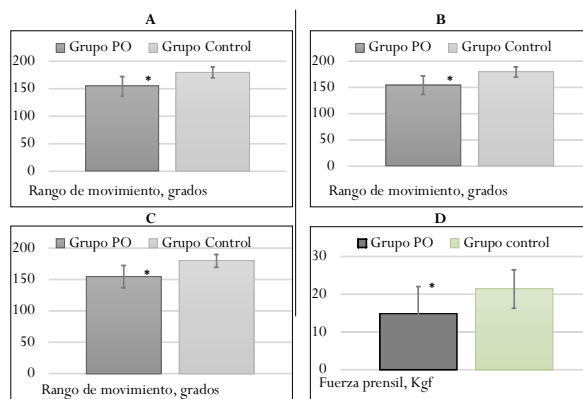 A
Grupo PO Grupo Control
200
150
*
100
50
0
Rango de movimiento, grados
B
Grupo PO Grupo Control
200
150
*
100
50
0
Rango de movimiento, grados
C
Grupo PO Grupo Control
200
150
*
100
50
0
Rango de movimiento, grados
D
Grupo PO Grupo control
30
*
20
10
0
Fuerza prensil, Kgf